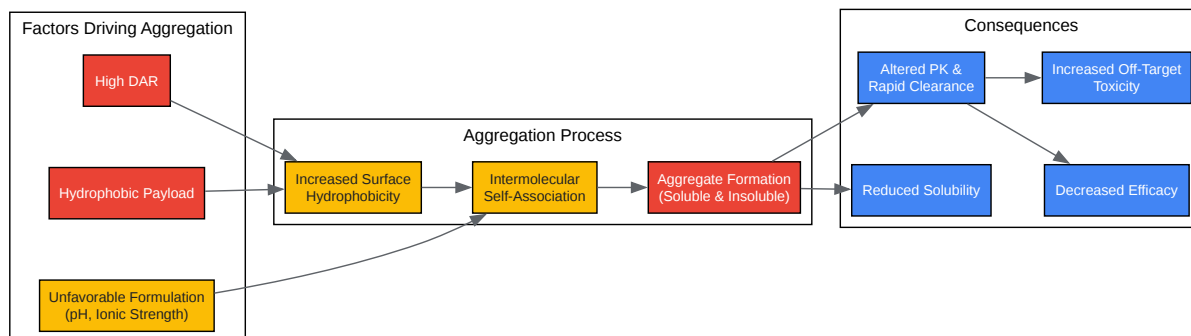 Factors Driving Aggregation
High DAR
Hydrophobic Payload
Unfavorable Formulation
(pH, Ionic Strength)
Aggregation Process
Increased Surface
Hydrophobicity
Intermolecular
Self-Association
Aggregate Formation
(Soluble & Insoluble)
Consequences
Altered PK &
Rapid Clearance
Increased Off-Target
Toxicity
Reduced Solubility
Decreased Efficacy